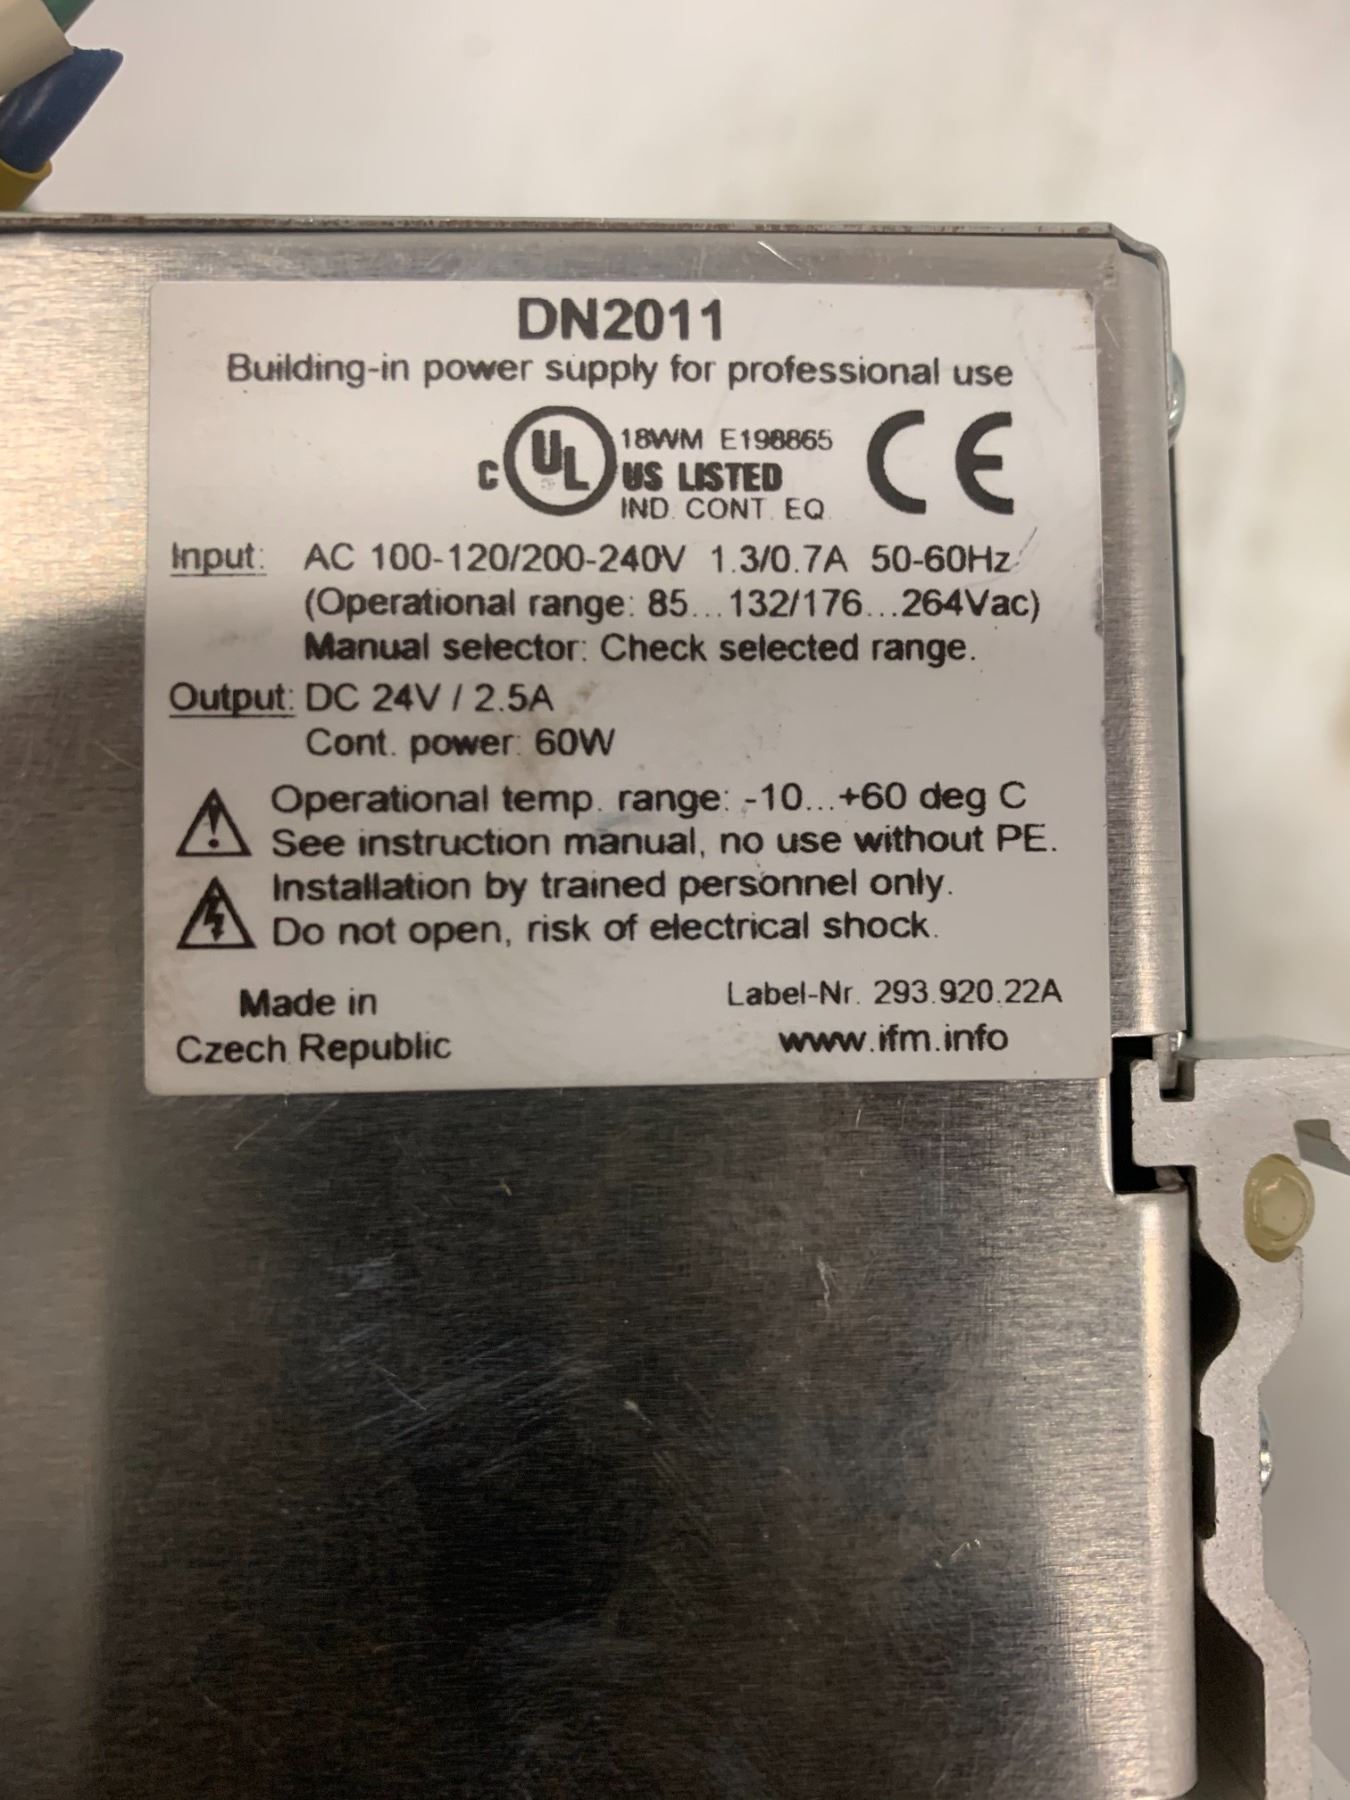 DN2011
Building-in power supply for professional use
C UL 18WM E198865 CE
US LISTED
IND. CONT. EQ.
Input: AC 100-120/200-240V 1.3/0.7A 50-60Hz
(Operational range: 85...132/176...264Vac)
Manual selector: Check selected range.
Output: DC 24V / 2.5A
Cont. power: 60W
Operational temp. range: -10...+60 deg C
See instruction manual, no use without PE.
Installation by trained personnel only.
Do not open, risk of electrical shock.
Made in
Czech Republic
Label-Nr. 293.920.22A
www.ifm.info